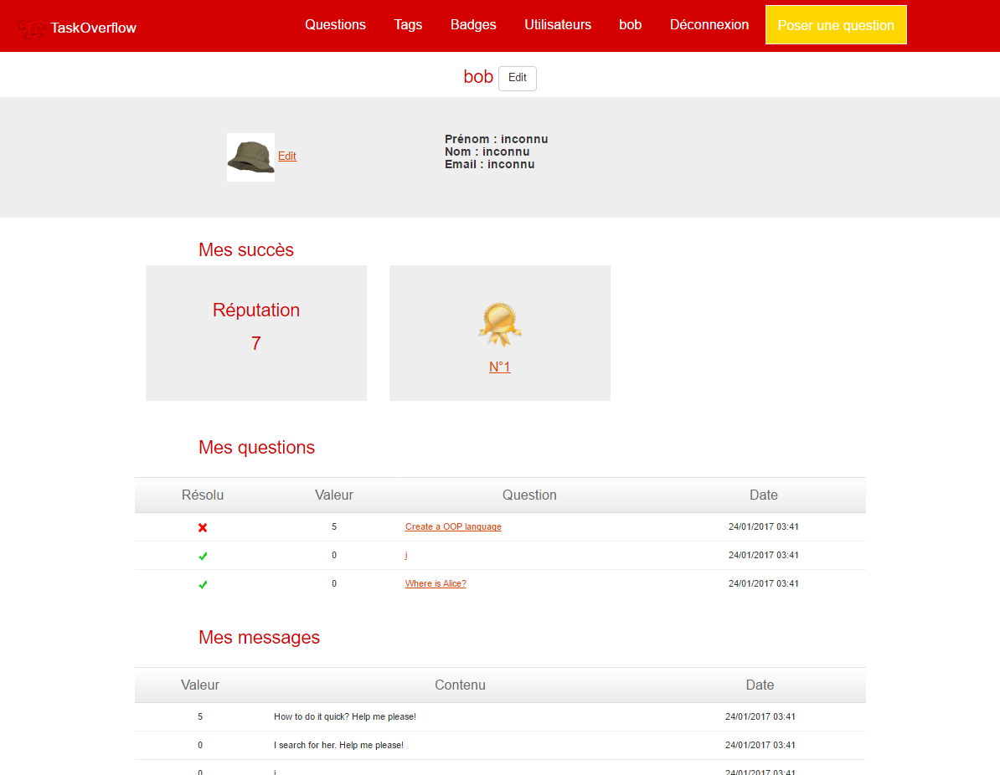 TaskOverflow Questions Tags Badges Utilisateurs bob Déconnexion Poser une question
bob Edit
Edit
Prénom : inconnu
Nom : inconnu
Email : inconnu
Mes succès
Réputation
7
N°1
Mes questions
Résolu Valeur Question Date
5 Create a OOP language 24/01/2017 03:41
0 i 24/01/2017 03:41
0 Where is Alice? 24/01/2017 03:41
Mes messages
Valeur Contenu Date
5 How to do it quick? Help me please! 24/01/2017 03:41
0 I search for her. Help me please! 24/01/2017 03:41
0 i 24/01/2017 03:41